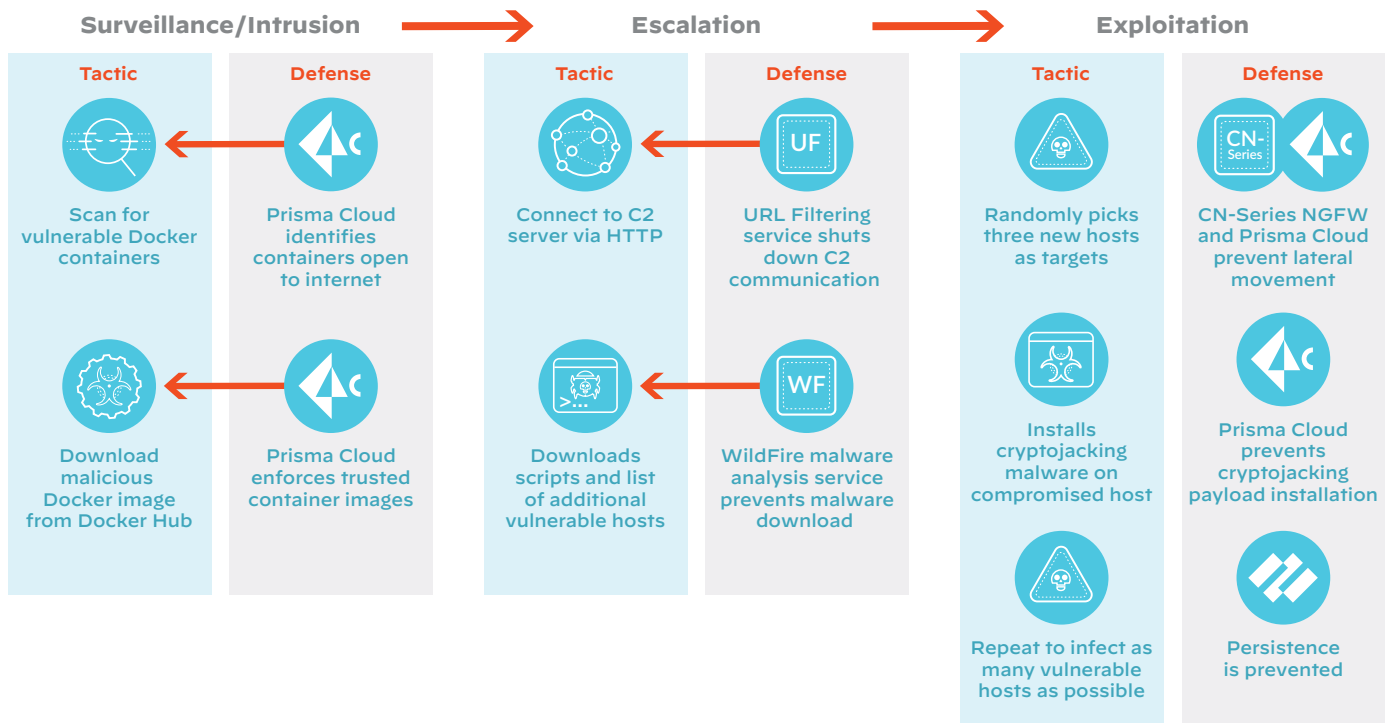 Surveillance/Intrusion
Escalation
Exploitation
Tactic
Defense
Scan for
vulnerable Docker
containers
Prisma Cloud
identifies
containers open
to internet
Download
malicious
Docker image
from Docker Hub
Prisma Cloud
enforces trusted
container images
Tactic
Defense
Connect to C2
server via HTTP
UF
URL Filtering
service shuts
down C2
communication
>...
Downloads
scripts and list
of additional
vulnerable hosts
WF
WildFire malware
analysis service
prevents malware
download
Tactic
Defense
Randomly picks
three new hosts
as targets
CN-
Series
CN-Series NGFW
and Prisma Cloud
prevent lateral
movement
Installs
cryptojacking
malware on
compromised host
Prisma Cloud
prevents
cryptojacking
payload installation
Repeat to infect as
many vulnerable
hosts as possible
Persistence
is prevented